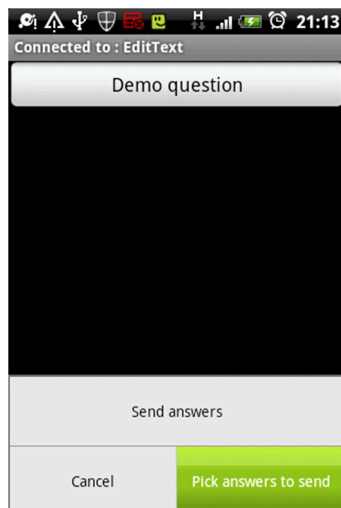 H 21:13
Connected to : EditText
Demo question
Send answers
Cancel
Pick answers to send